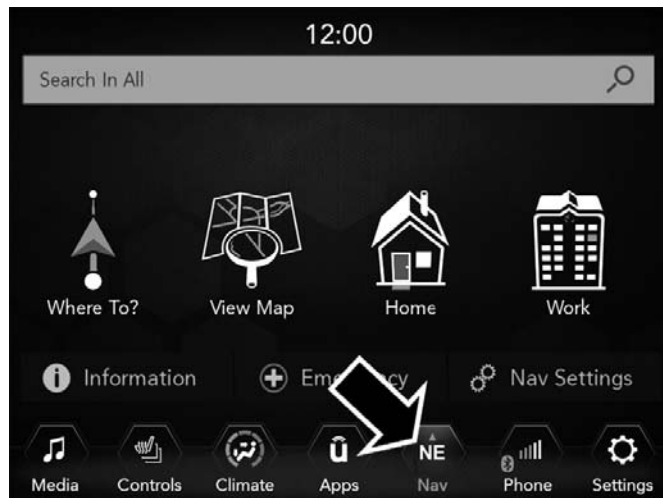 12:00
Search In All
Where To? View Map Home Work
Information Emergency Nav Settings
û NE
Media Controls Climate Apps Nav Phone Settings